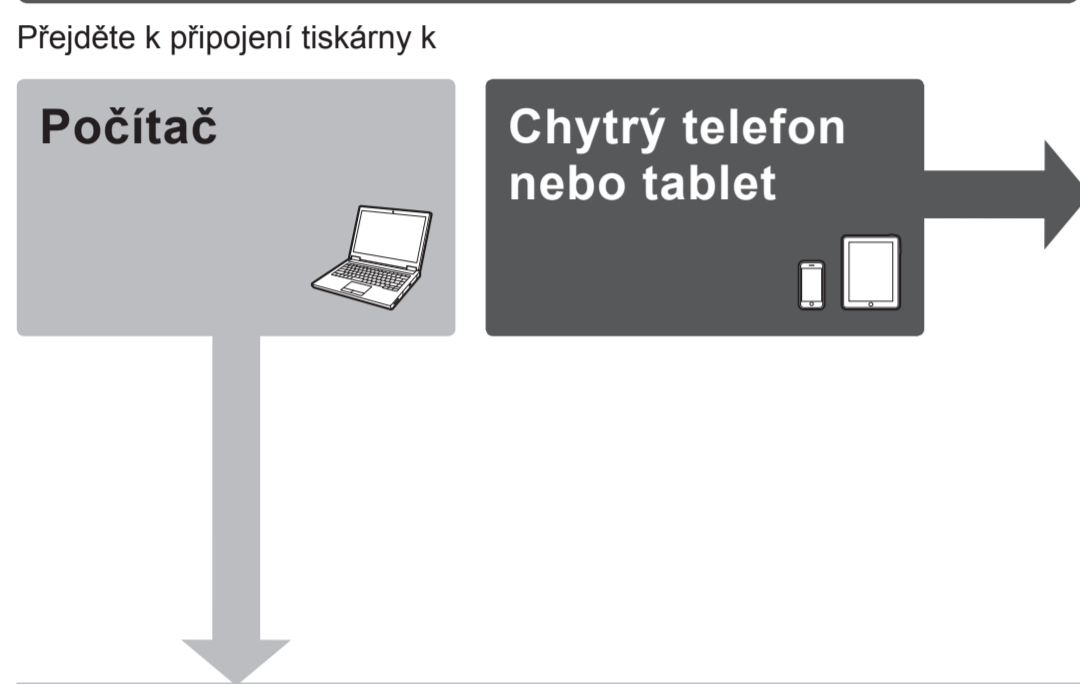 Přejděte k připojení tiskárny k
Počítač
Chytrý telefon
nebo tablet